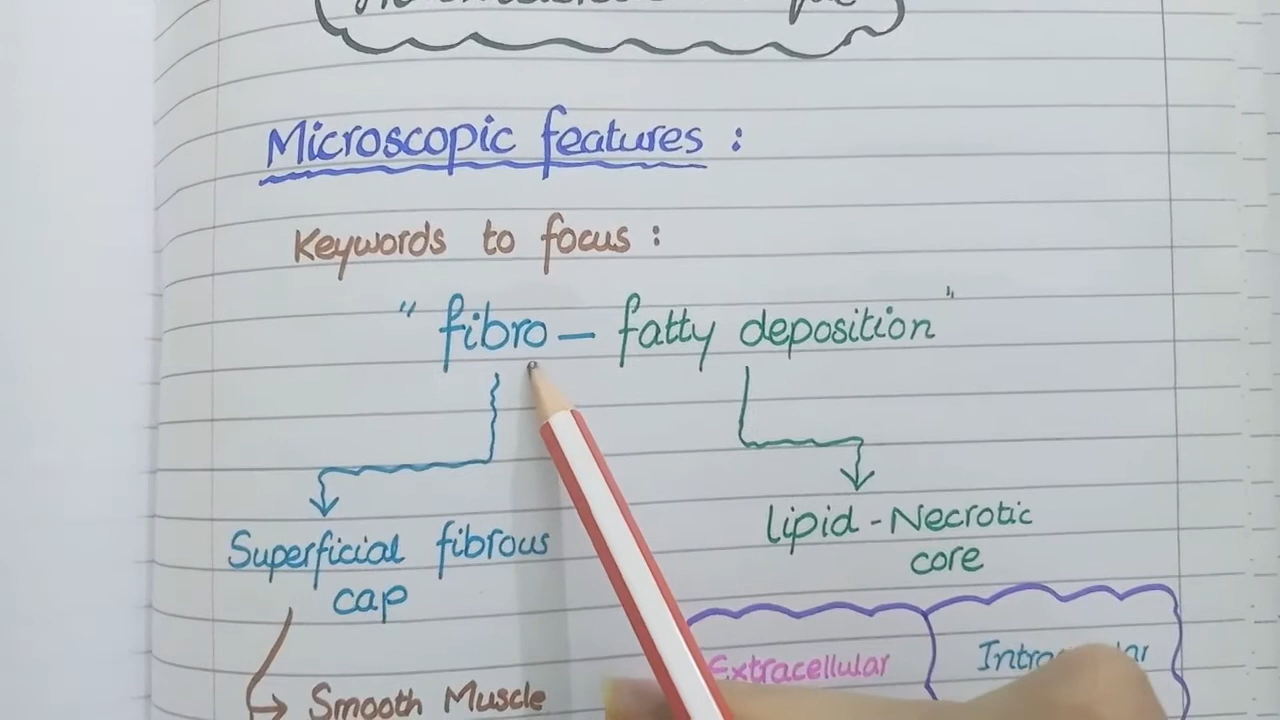 Microscopic features :
Keywords to focus :
"fibro – fatty deposition"
Superficial fibrous
cap
Lipid - Necrotic
core
Extracellular
Smooth Muscle